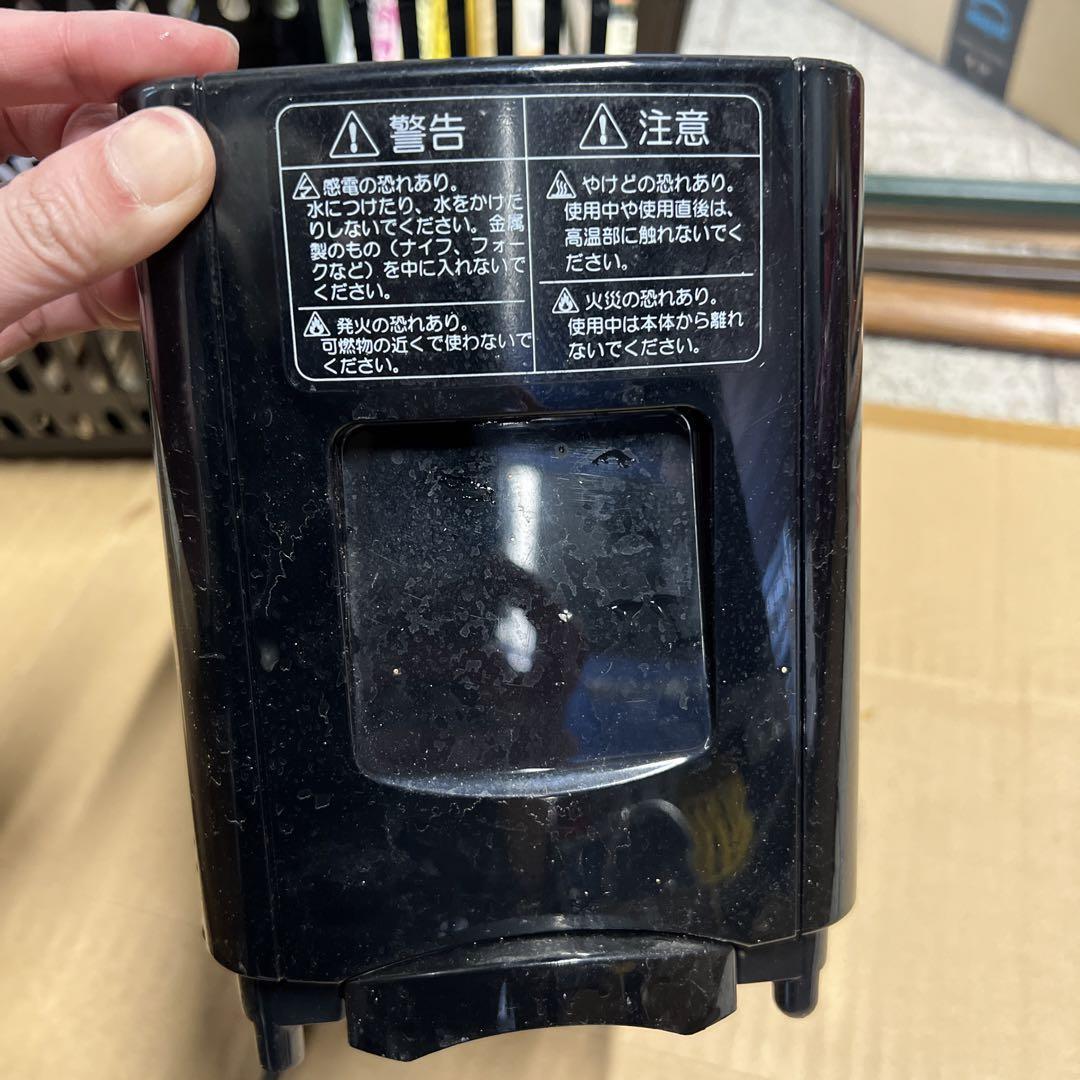 警告
感電の恐れあり。
水につけたり、水をかけた
りしないでください。金属
製のもの（ナイフ、フォー
クなど）を中に入れないで
ください。
発火の恐れあり。
可燃物の近くで使わないで
ください。
注意
やけどの恐れあり。
使用中や使用直後は、
高温部に触れないでく
ださい。
火災の恐れあり。
使用中は本体から離れ
ないでください。